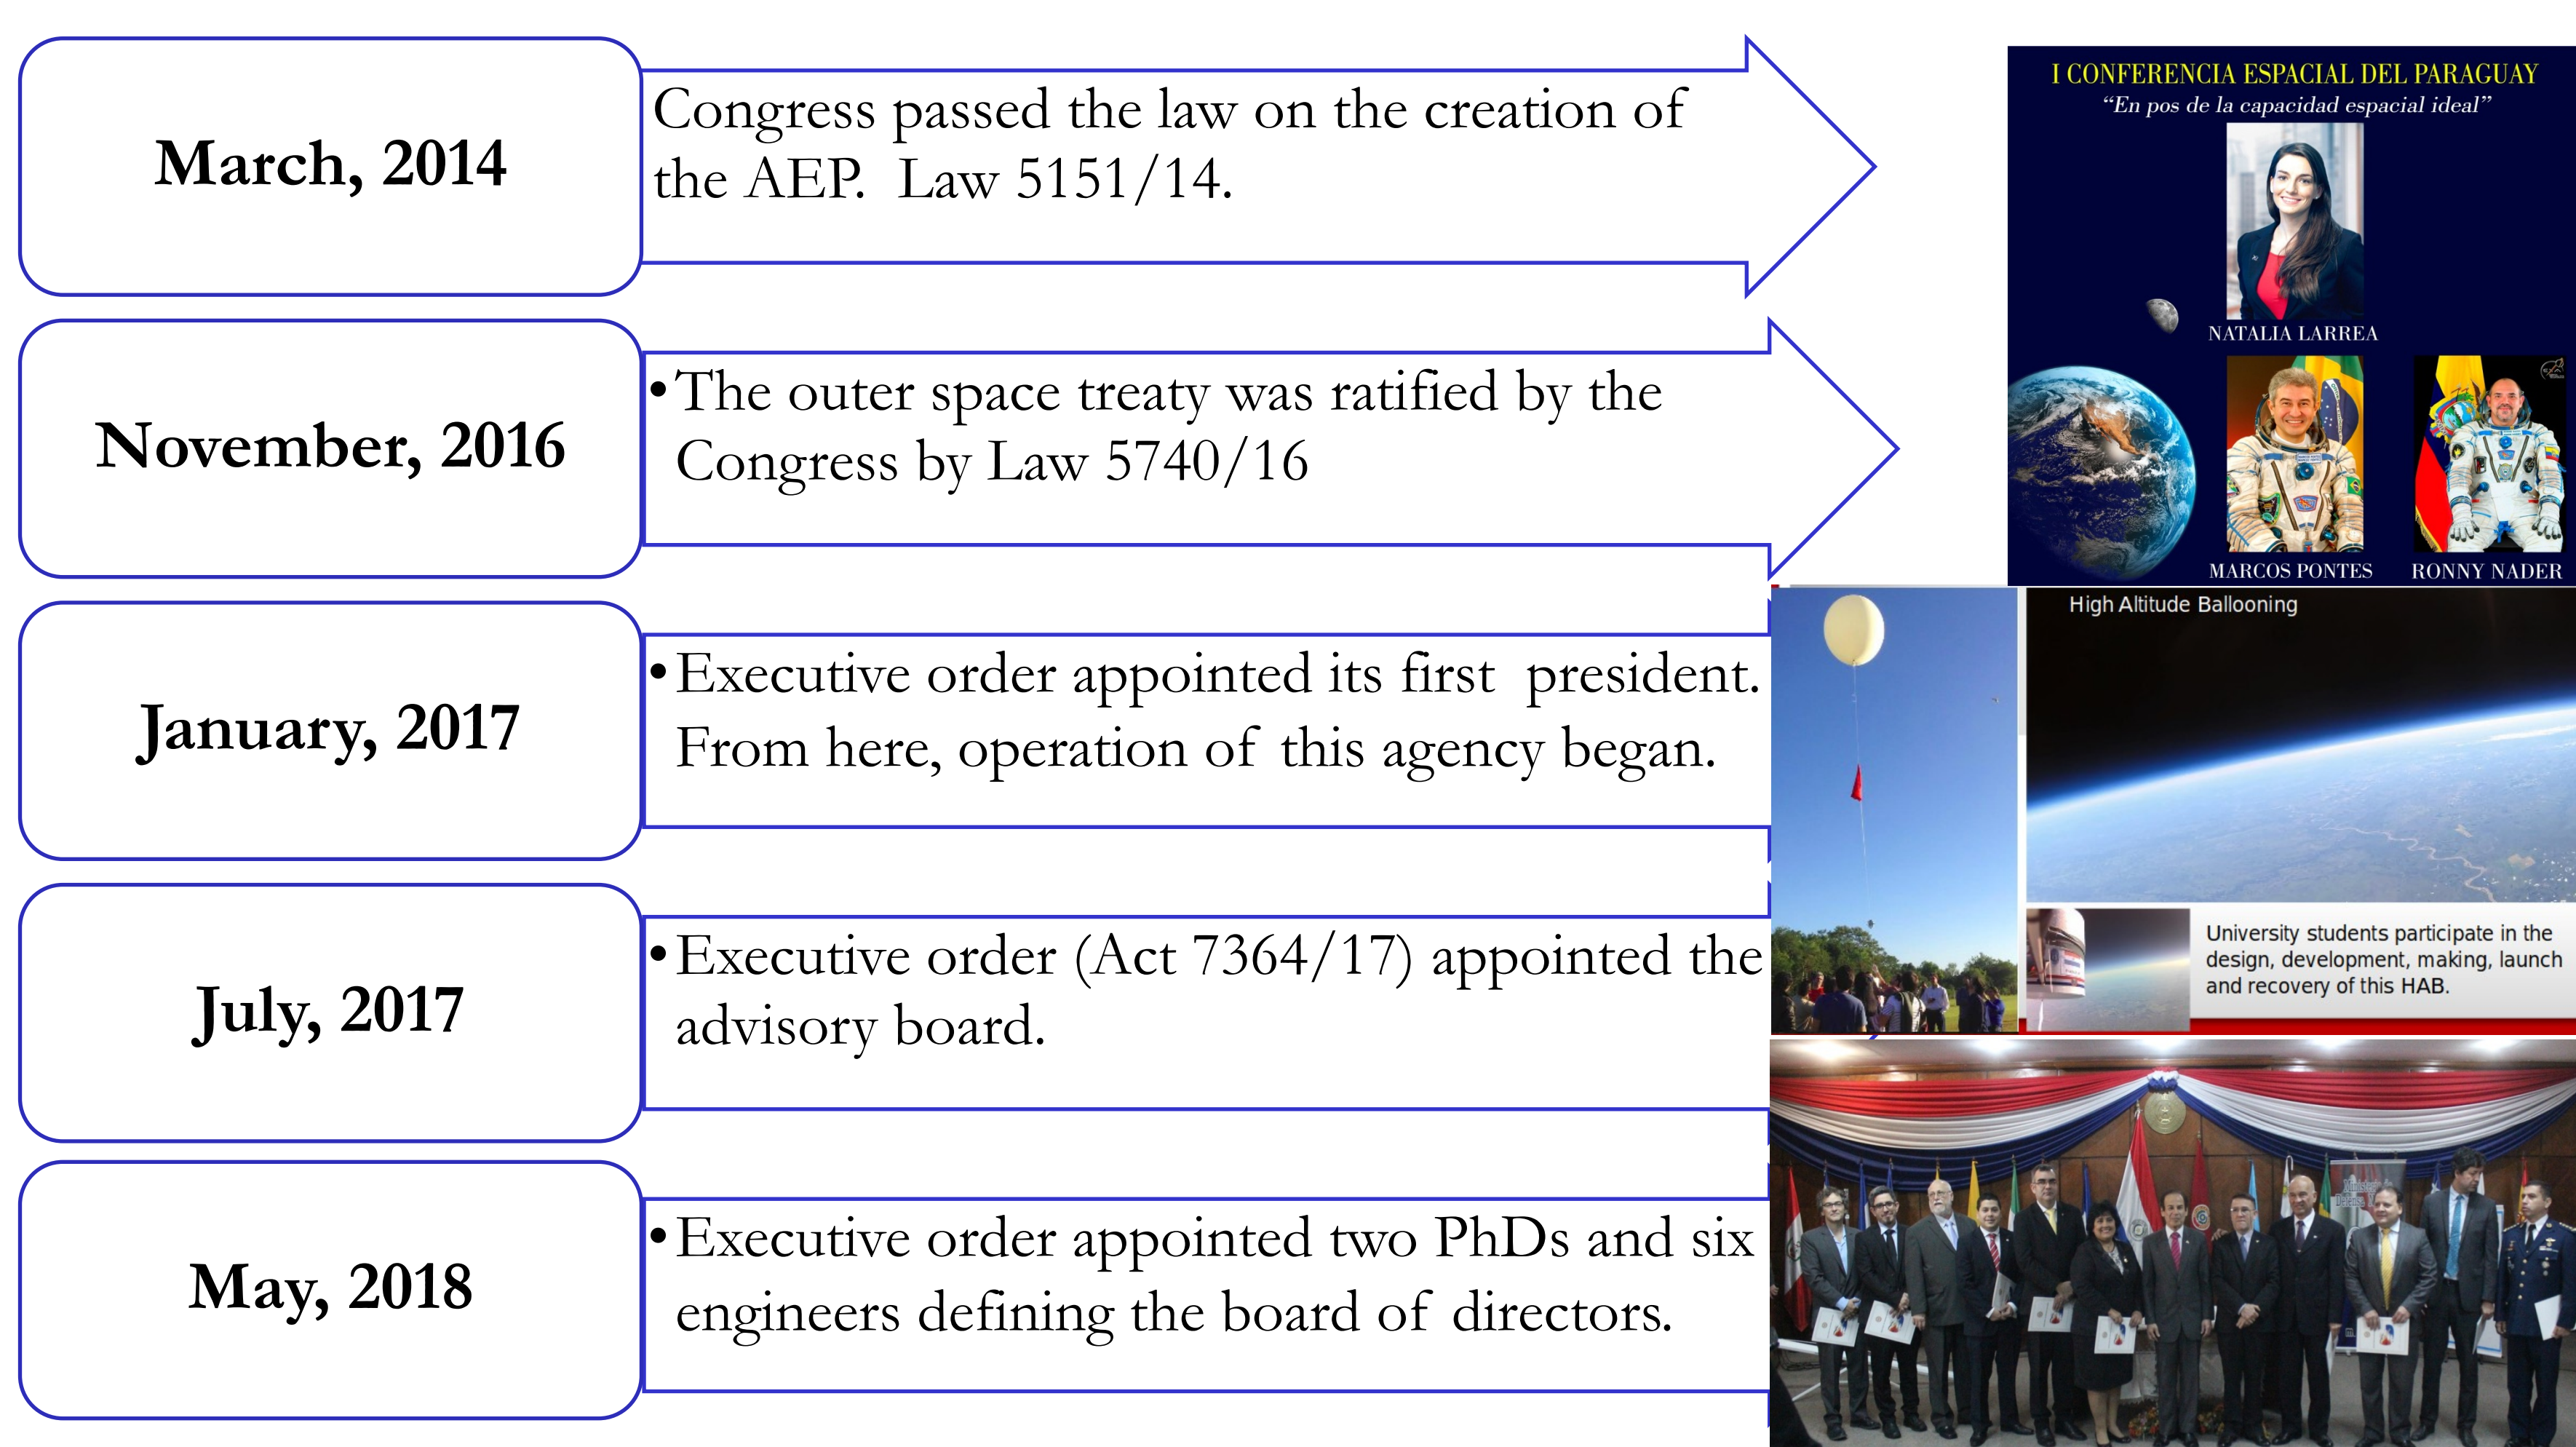 March, 2014
Congress passed the law on the creation of
the AEP. Law 5151/14.
November, 2016
•The outer space treaty was ratified by the
Congress by Law 5740/16
January, 2017
•Executive order appointed its first president.
From here, operation of this agency began.
July, 2017
•Executive order (Act 7364/17) appointed the
advisory board.
May, 2018
•Executive order appointed two PhDs and six
engineers defining the board of directors.
I CONFERENCIA ESPACIAL DEL PARAGUAY
“En pos de la capacidad espacial ideal”
NATALIA LARREA
MARCOS PONTES
RONNY NADER
High Altitude Ballooning
University students participate in the
design, development, making, launch
and recovery of this HAB.